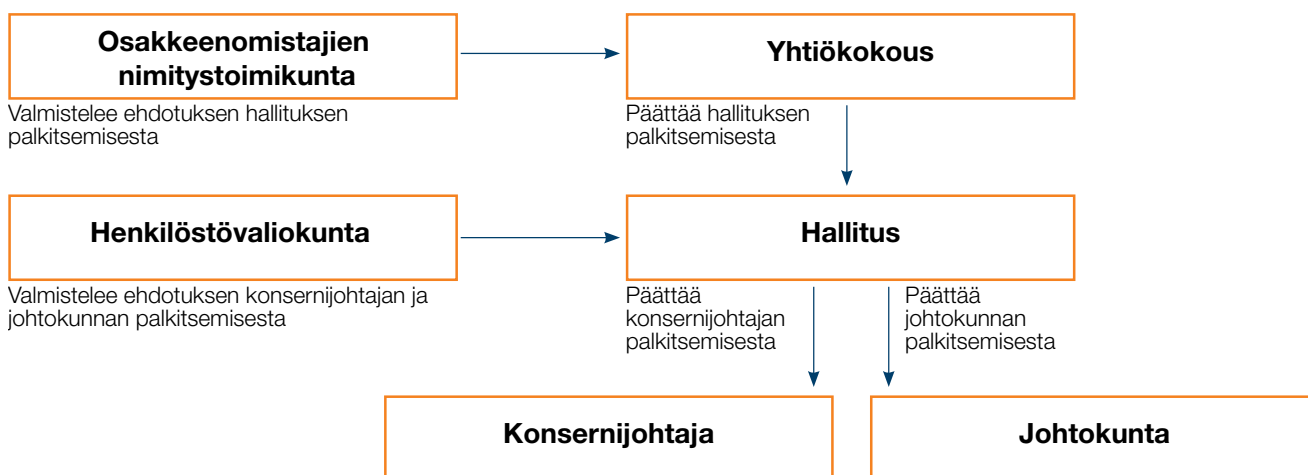 Osakkeenomistajien
nimitystoimikunta
Yhtiökokous
Valmistelee ehdotuksen hallituksen
palkitsemisesta
Päättää hallituksen
palkitsemisesta
Henkilöstövaliokunta
Hallitus
Valmistelee ehdotuksen konsernijohtajan ja
johtokunnan palkitsemisesta
Päättää
konsernijohtajan
palkitsemisesta
Päättää
johtokunnan
palkitsemisesta
Konsernijohtaja
Johtokunta